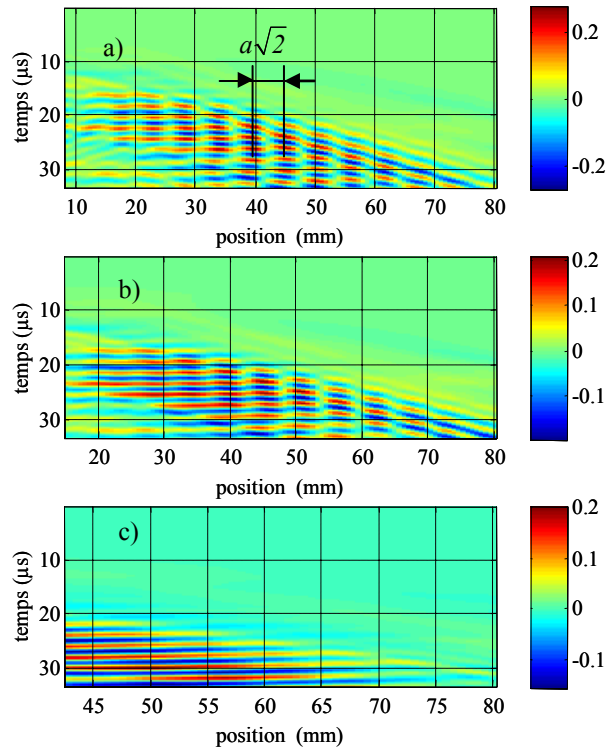 a)
a√2
temps (μs)
10
20
30
10 20 30 40 50 60 70 80
position (mm)
0.2
0
-0.2
b)
temps (μs)
10
20
30
20 30 40 50 60 70 80
position (mm)
0.2
0.1
0
-0.1
c)
temps (μs)
10
20
30
45 50 55 60 65 70 75 80
position (mm)
0.2
0.1
0
-0.1